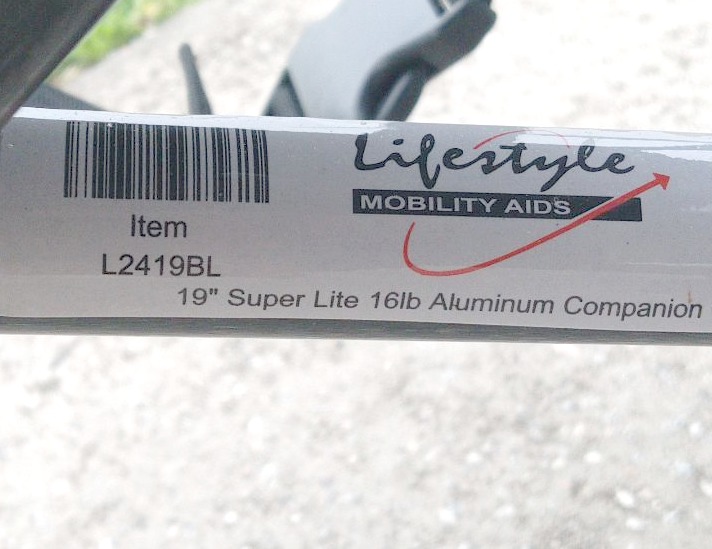 Lifestyle
MOBILITY AIDS
Item
L2419BL
19" Super Lite 16lb Aluminum Companion